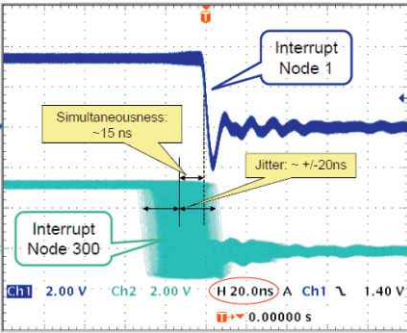 T
Interrupt
Node 1
Simultaneousness:
~15 ns
Jitter: ~ +/-20ns
Interrupt
Node 300
Ch1 2.00 V Ch2 2.00 V H 20.0ns A Ch1 1.40 V
T 0.00000 s